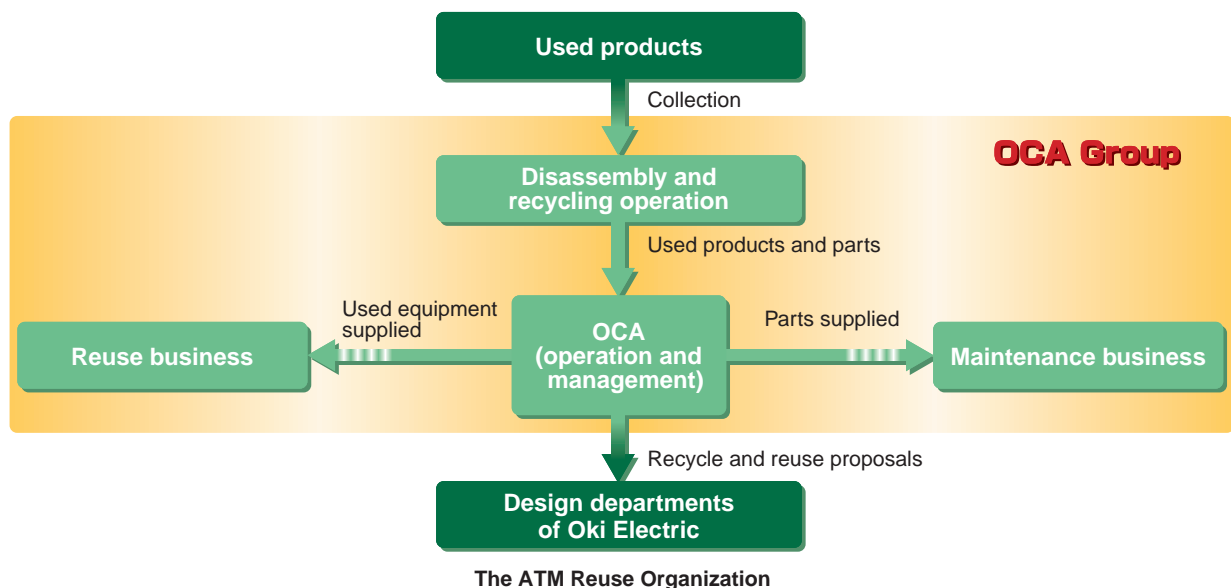 Used products
Collection
OCA Group
Disassembly and
recycling operation
Used products and parts
Used equipment
supplied
Parts supplied
Reuse business
OCA
(operation and
management)
Maintenance business
Recycle and reuse proposals
Design departments
of Oki Electric
The ATM Reuse Organization